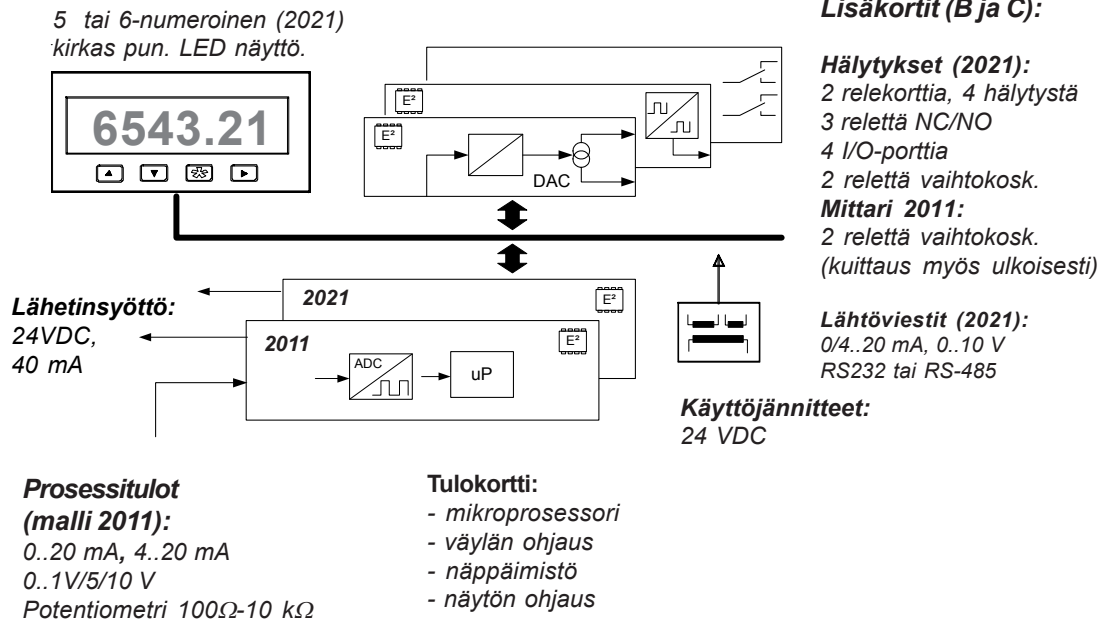 5 tai 6-numeroinen (2021)
kirkas pun. LED näyttö.
6543.21
E²
E²
DAC
Lisäkortit (B ja C):
Hälytykset (2021):
2 relekorttia, 4 hälytystä
3 relettä NC/NO
4 I/O-porttia
2 relettä vaihtokosk.
Mittari 2011:
2 relettä vaihtokosk.
(kuittaus myös ulkoisesti)
Lähtöviestit (2021):
0/4..20 mA, 0..10 V
RS232 tai RS-485
Lähetinsyöttö:
24VDC,
40 mA
2021
E²
2011
E²
ADC
uP
Käyttöjännitteet:
24 VDC
Prosessitulot
(malli 2011):
0..20 mA, 4..20 mA
0..1V/5/10 V
Potentiometri 100Ω-10 kΩ
Tulokortti:
- mikroprosessori
- väylän ohjaus
- näppäimistö
- näytön ohjaus